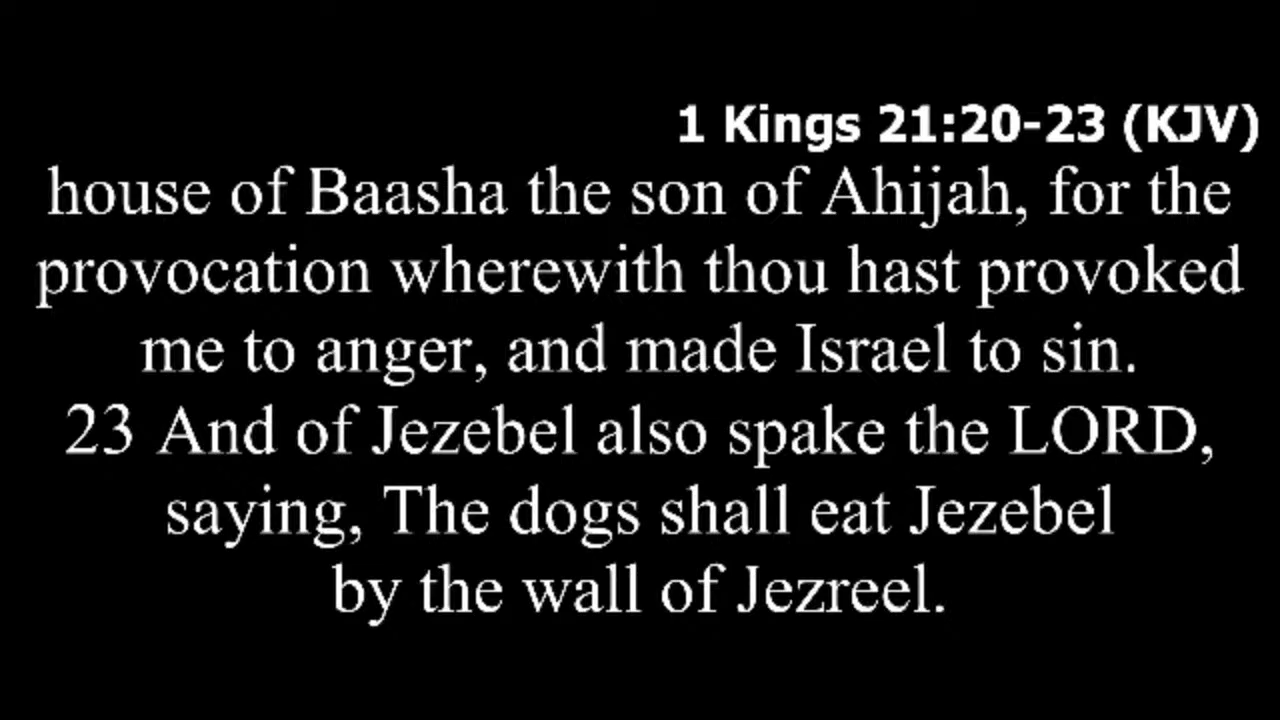 1 Kings 21:20-23 (KJV)
house of Baasha the son of Ahijah, for the
provocation wherewith thou hast provoked
me to anger, and made Israel to sin.
23 And of Jezebel also spake the LORD,
saying, The dogs shall eat Jezebel
by the wall of Jezreel.